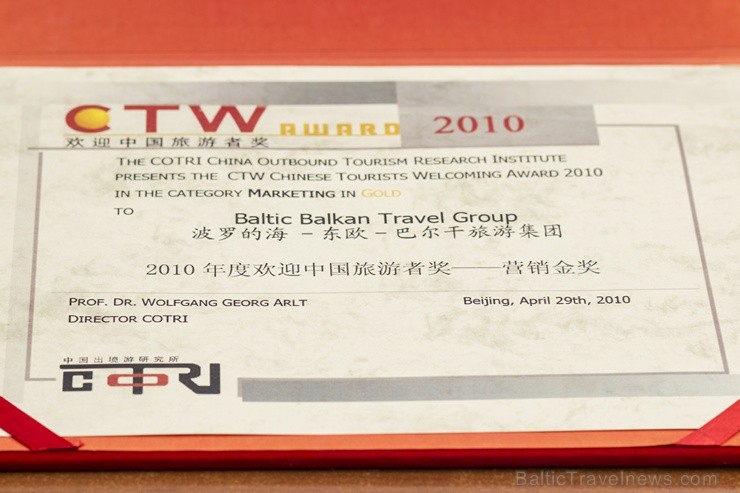 CTW AWARD 2010
欢迎中国旅游者奖
THE COTRI CHINA OUTBOUND TOURISM RESEARCH INSTITUTE
PRESENTS THE CTW CHINESE TOURISTS WELCOMING AWARD 2010
IN THE CATEGORY MARKETING IN GOLD
TO
Baltic Balkan Travel Group
波罗的海 - 东欧 - 巴尔干旅游集团
2010 年度欢迎中国旅游者奖——营销金奖
PROF. DR. WOLFGANG GEORG ARLT
Beijing, April 29th, 2010
DIRECTOR COTRI
中国出境游研究所
COTRI
BalticTravelnews.com